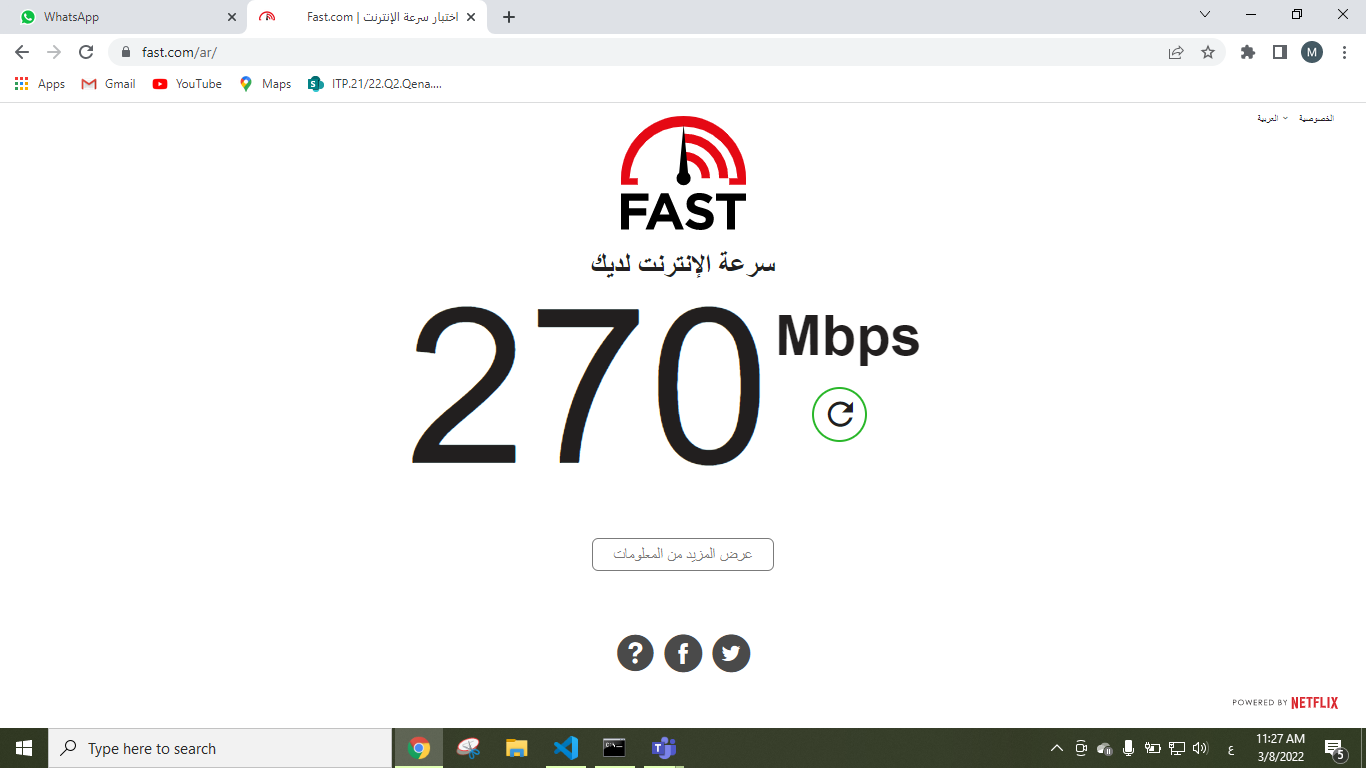 WhatsApp
Fast.com | اختبار سرعة الإنترنت
fast.com/ar/
M
Apps
Gmail
YouTube
Maps
ITP.21/22.Q2.Qena....
العربية
الخصوصية
FAST
سرعة الإنترنت لديك
270 Mbps
عرض المزيد من المعلومات
POWERED BY NETFLIX
Type here to search
ع
11:27 AM
3/8/2022
5